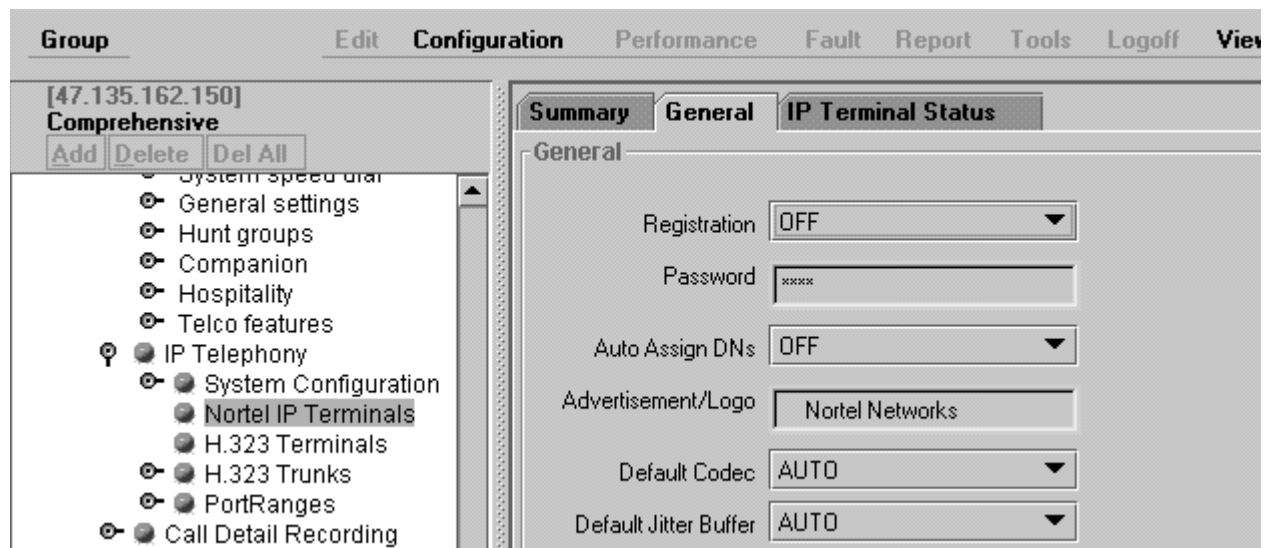 Group Edit Configuration Performance Fault Report Tools Logoff View
[47.135.162.150]
Comprehensive
Add Delete Del All
System speed dial
General settings
Hunt groups
Companion
Hospitality
Telco features
IP Telephony
System Configuration
Nortel IP Terminals
H.323 Terminals
H.323 Trunks
PortRanges
Call Detail Recording
Summary General IP Terminal Status
General
Registration OFF
Password ××××
Auto Assign DNs OFF
Advertisement/Logo Nortel Networks
Default Codec AUTO
Default Jitter Buffer AUTO